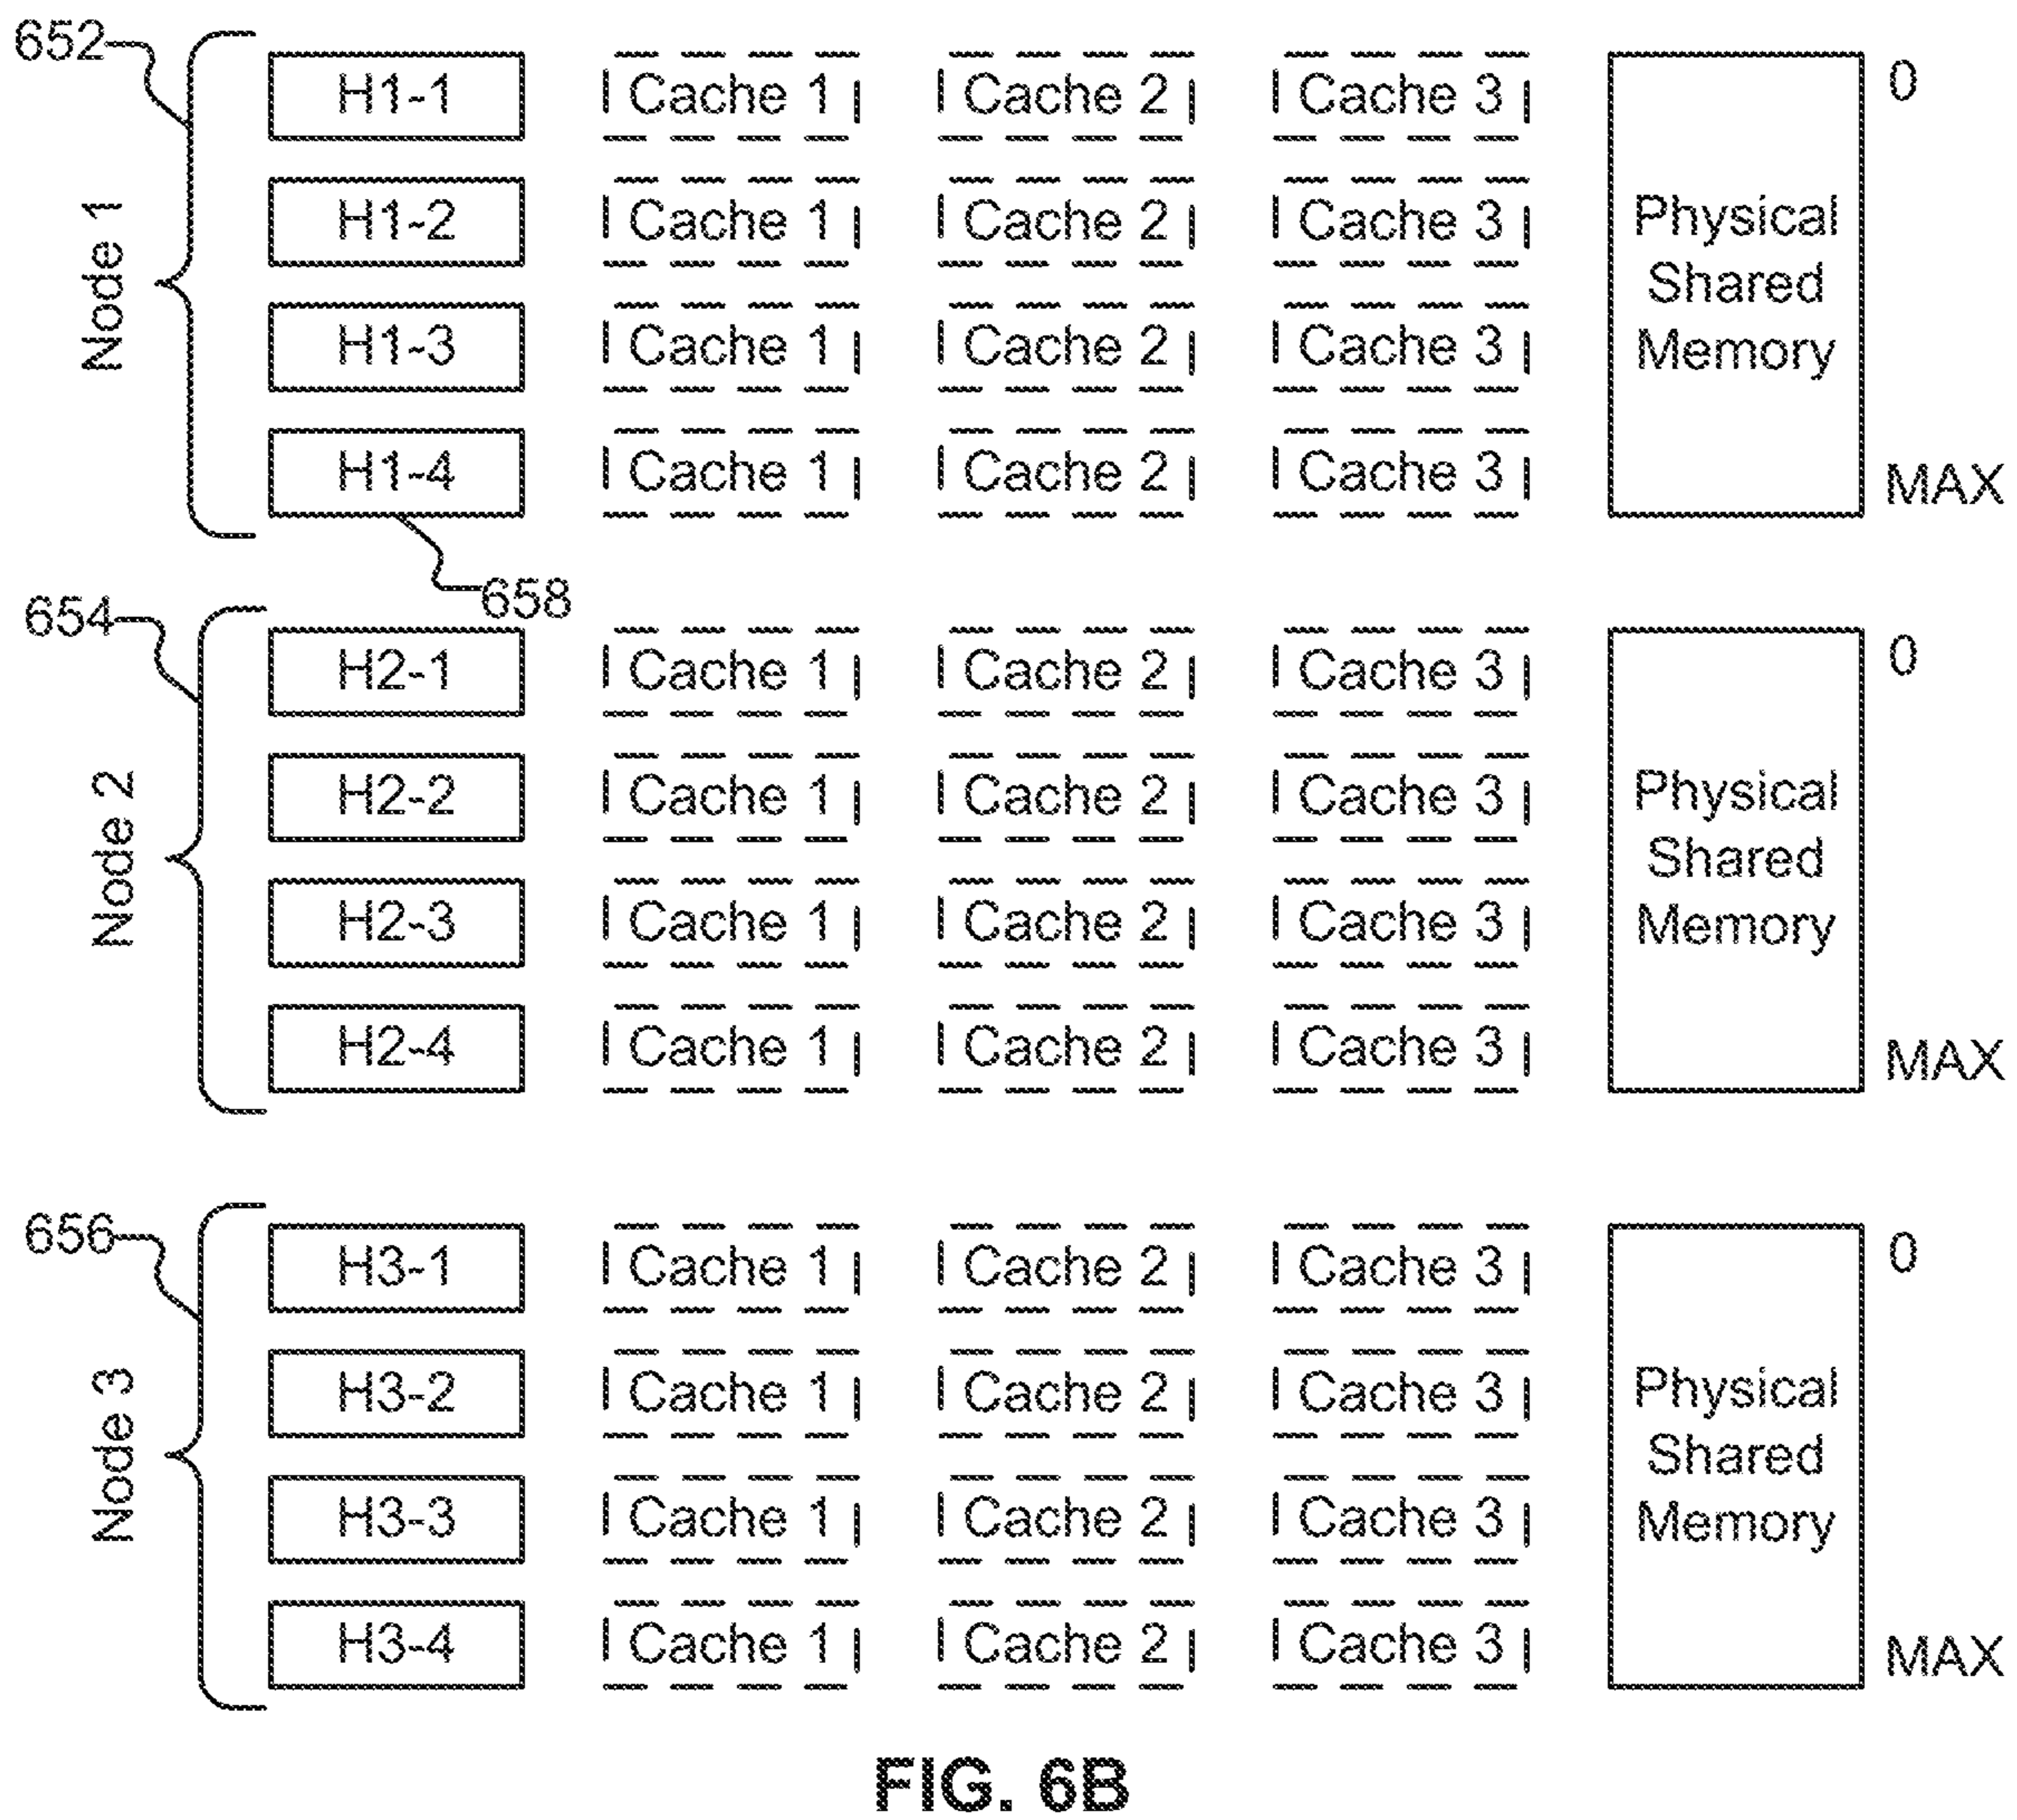 652
H1-1 Cache 1 Cache 2 Cache 3 0
H1-2 Cache 1 Cache 2 Cache 3
Node 1
Physical
Shared
Memory
H1-3 Cache 1 Cache 2 Cache 3
H1-4 Cache 1 Cache 2 Cache 3 MAX
658
654
H2-1 Cache 1 Cache 2 Cache 3 0
H2-2 Cache 1 Cache 2 Cache 3
Node 2
Physical
Shared
Memory
H2-3 Cache 1 Cache 2 Cache 3
H2-4 Cache 1 Cache 2 Cache 3 MAX
656
H3-1 Cache 1 Cache 2 Cache 3 0
H3-2 Cache 1 Cache 2 Cache 3
Node 3
Physical
Shared
Memory
H3-3 Cache 1 Cache 2 Cache 3
H3-4 Cache 1 Cache 2 Cache 3 MAX
FIG. 6B